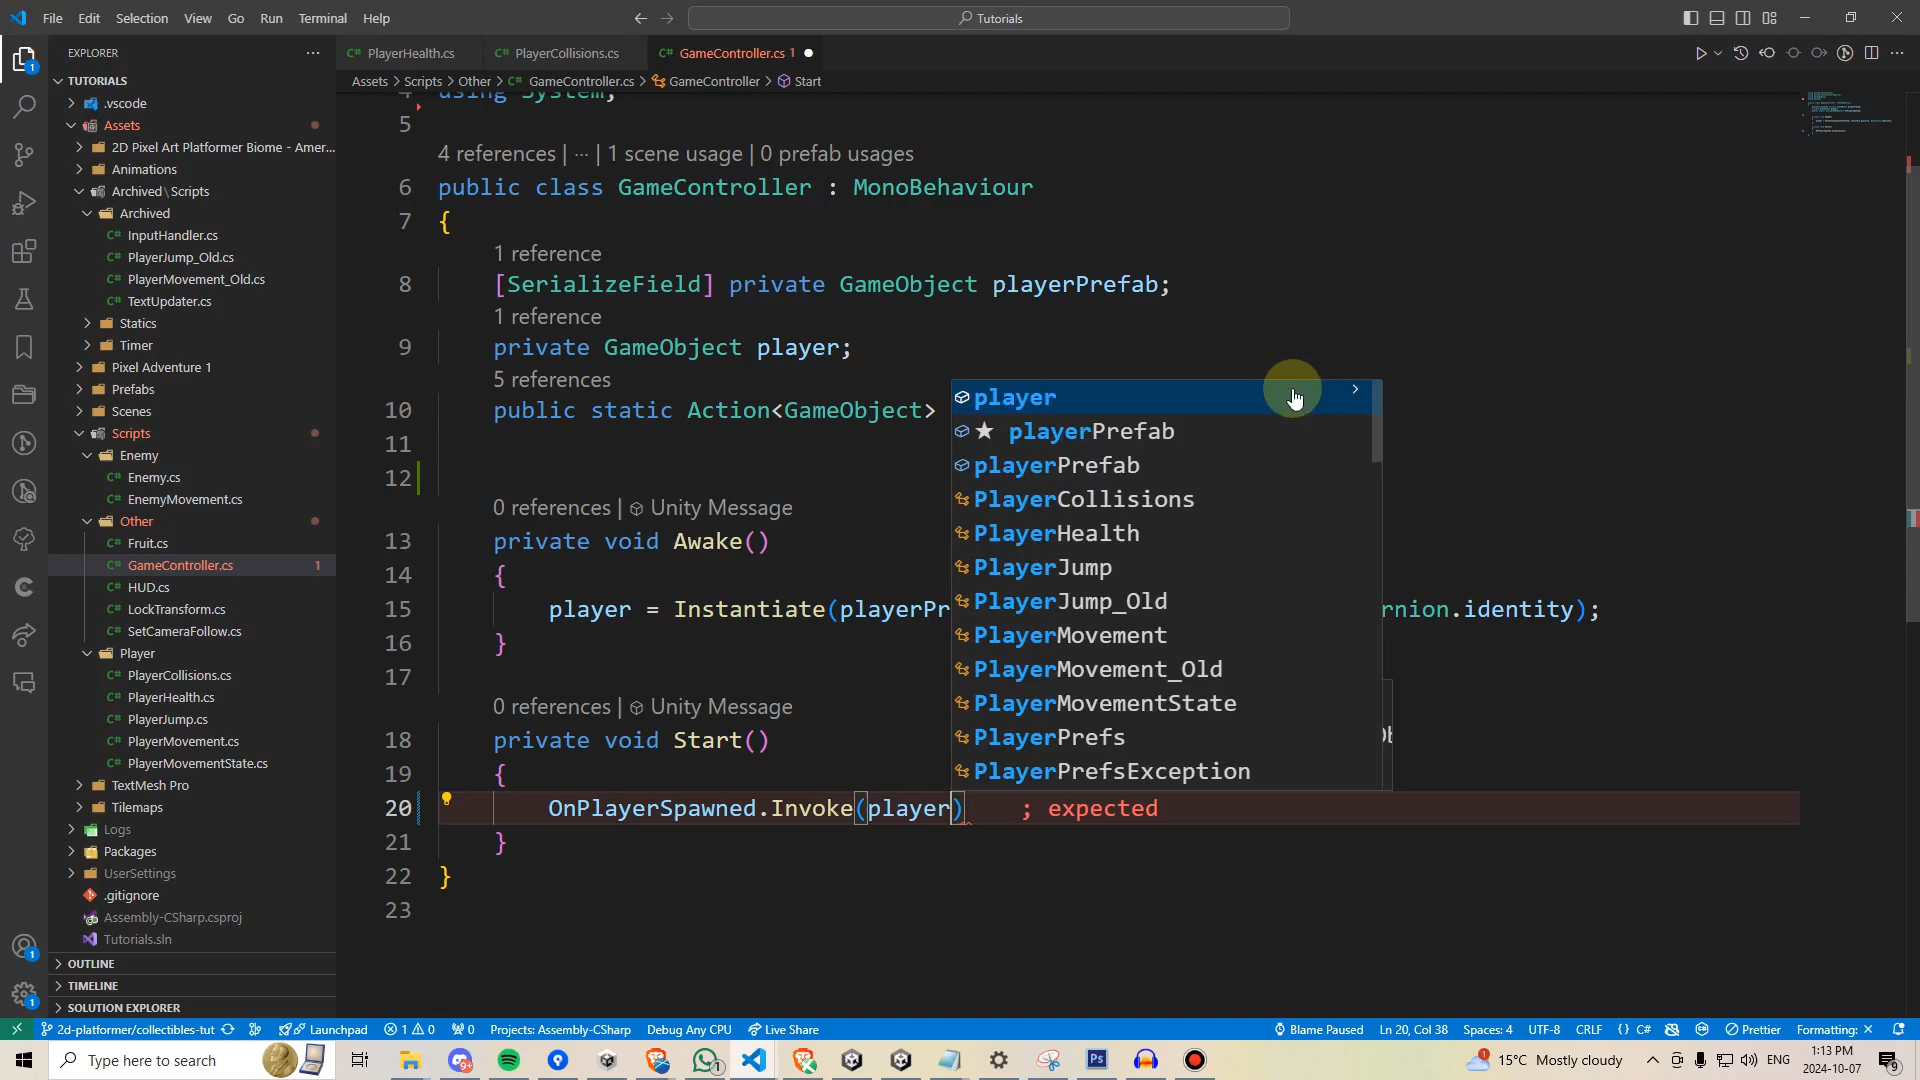 File Edit Selection View Go Run Terminal Help
Tutorials
EXPLORER
PlayerHealth.cs
PlayerCollisions.cs
GameController.cs 1
Assets > Scripts > Other > GameController.cs > GameController > Start
TUTORIALS
.vscode
Assets
2D Pixel Art Platformer Biome - Amer...
Animations
Archived \ Scripts
Archived
InputHandler.cs
PlayerJump_Old.cs
PlayerMovement_Old.cs
TextUpdater.cs
Statics
Timer
Pixel Adventure 1
Prefabs
Scenes
Scripts
Enemy
Enemy.cs
EnemyMovement.cs
Other
Fruit.cs
GameController.cs 1
HUD.cs
LockTransform.cs
SetCameraFollow.cs
Player
PlayerCollisions.cs
PlayerHealth.cs
PlayerJump.cs
PlayerMovement.cs
PlayerMovementState.cs
TextMesh Pro
Tilemaps
Logs
Packages
UserSettings
.gitignore
Assembly-CSharp.csproj
Tutorials.sln
OUTLINE
TIMELINE
SOLUTION EXPLORER
4 using System;
5
4 references | ··· | 1 scene usage | 0 prefab usages
6 public class GameController : MonoBehaviour
7 {
1 reference
8 [SerializeField] private GameObject playerPrefab;
1 reference
9 private GameObject player;
5 references
10 public static Action<GameObject>
11
12
0 references | Unity Message
13 private void Awake()
14 {
15 player = Instantiate(playerPr rnion.identity);
16 }
17
0 references | Unity Message
18 private void Start()
19 {
20 OnPlayerSpawned.Invoke(player) ; expected
21 }
22 }
23
player
★ playerPrefab
playerPrefab
PlayerCollisions
PlayerHealth
PlayerJump
PlayerJump_Old
PlayerMovement
PlayerMovement_Old
PlayerMovementState
PlayerPrefs
PlayerPrefsException
2d-platformer/collectibles-tut Launchpad 1 0 0 Projects: Assembly-CSharp Debug Any CPU Live Share Blame Paused Ln 20, Col 38 Spaces: 4 UTF-8 CRLF { } C# Prettier Formatting: ×
Type here to search
15°C Mostly cloudy
ENG
1:13 PM
2024-10-07